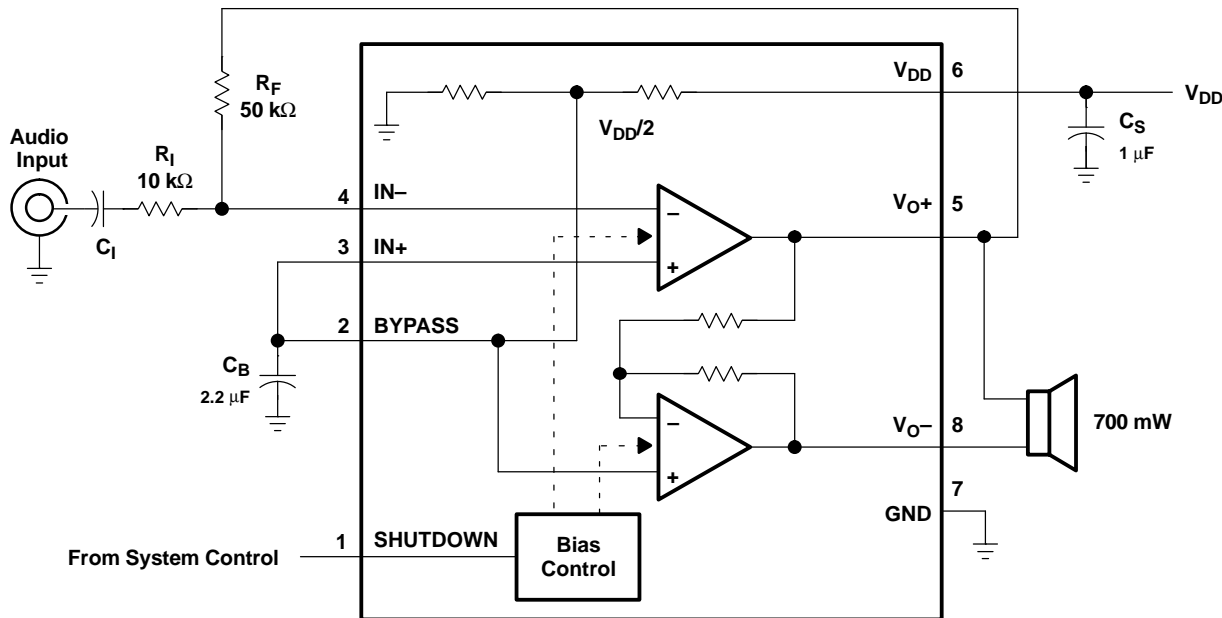 V_DD 6
R_F
50 kΩ
V_DD/2
V_DD
C_S
1 μF
Audio
Input
R_I
10 kΩ
C_I
4 IN–
V_O+ 5
–
+
3 IN+
2 BYPASS
C_B
2.2 μF
–
+
V_O– 8
700 mW
7
GND
From System Control
1 SHUTDOWN
Bias
Control